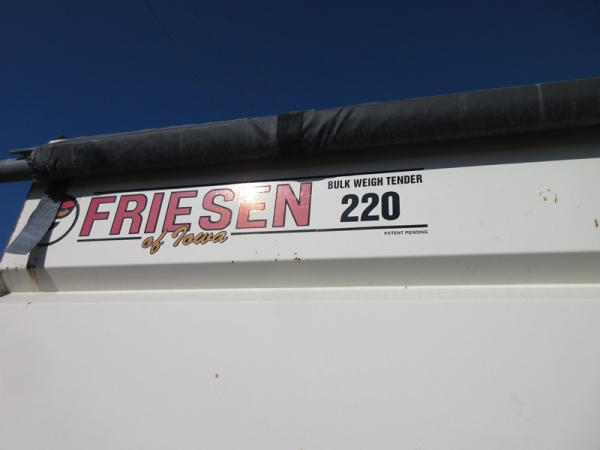 FRIESEN
of Iowa
BULK WEIGH TENDER
220
PATENT PENDING